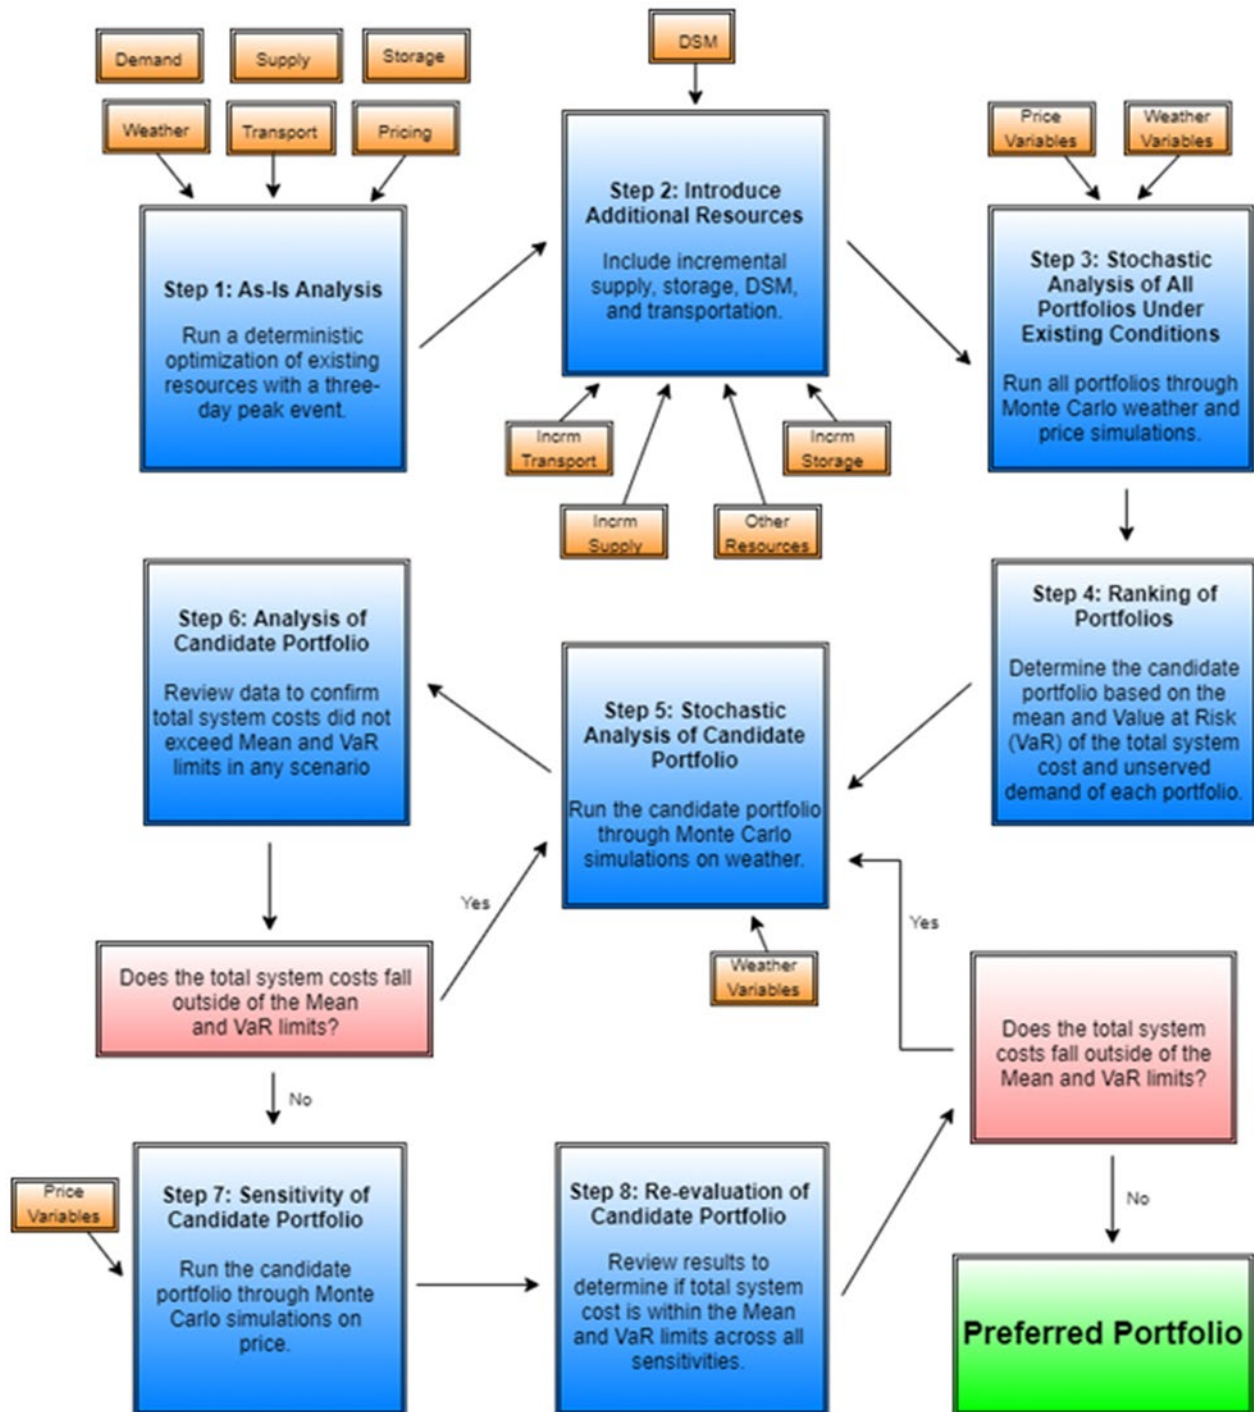 Demand
Supply
Storage
Weather
Transport
Pricing
Step 1: As-Is Analysis
Run a deterministic
optimization of existing
resources with a three-
day peak event.
DSM
Step 2: Introduce
Additional Resources
Include incremental
supply, storage, DSM,
and transportation.
Incrm
Transport
Incrm
Supply
Other
Resources
Incrm
Storage
Price
Variables
Weather
Variables
Step 3: Stochastic
Analysis of All
Portfolios Under
Existing Conditions
Run all portfolios through
Monte Carlo weather and
price simulations.
Step 4: Ranking of
Portfolios
Determine the candidate
portfolio based on the
mean and Value at Risk
(VaR) of the total system
cost and unserved
demand of each portfolio.
Step 5: Stochastic
Analysis of Candidate
Portfolio
Run the candidate portfolio
through Monte Carlo
simulations on weather.
Weather
Variables
Step 6: Analysis of
Candidate Portfolio
Review data to confirm
total system costs did not
exceed Mean and VaR
limits in any scenario
Does the total system costs fall
outside of the Mean
and VaR limits?
Yes
No
Price
Variables
Step 7: Sensitivity of
Candidate Portfolio
Run the candidate
portfolio through Monte
Carlo simulations on
price.
Step 8: Re-evaluation of
Candidate Portfolio
Review results to
determine if total system
cost is within the Mean
and VaR limits across all
sensitivities.
Does the total system
costs fall outside of the
Mean and VaR limits?
Yes
No
Preferred Portfolio